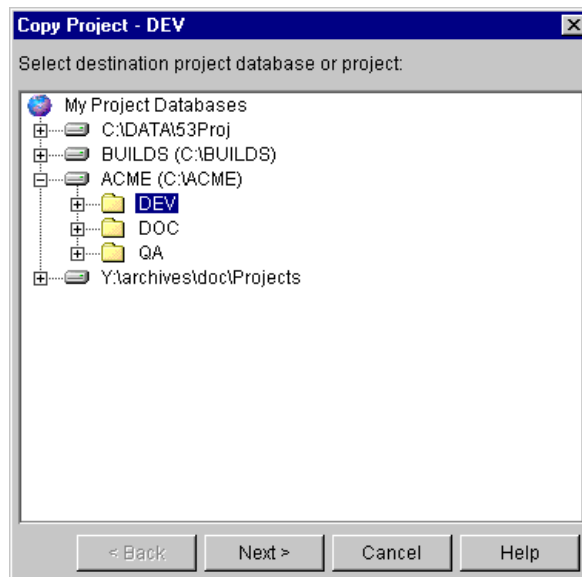 Copy Project - DEV
Select destination project database or project:
My Project Databases
C:\DATA\53Proj
BUILDS (C:\BUILDS)
ACME (C:\ACME)
DEV
DOC
QA
Y:\archives\doc\Projects
< Back Next > Cancel Help